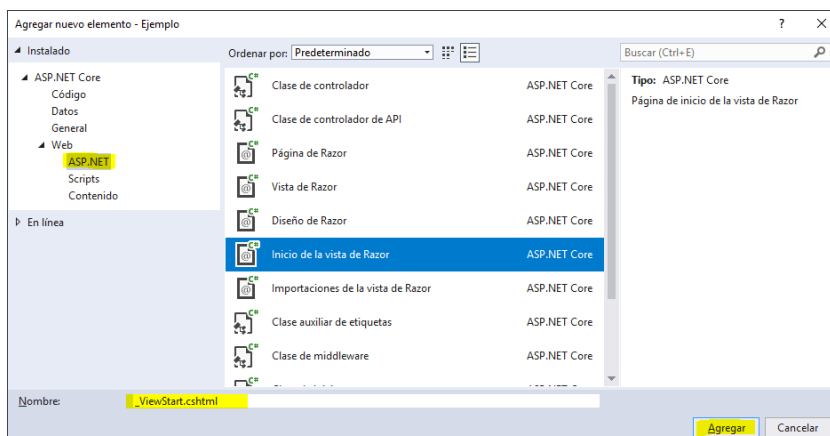 Agregar nuevo elemento - Ejemplo ? ✕
Instalado
Ordenar por: Predeterminado
Buscar (Ctrl+E)
ASP.NET Core
Código
Datos
General
Web
ASP.NET
Scripts
Contenido
En línea
C# Clase de controlador ASP.NET Core
C# Clase de controlador de API ASP.NET Core
C# @ Página de Razor ASP.NET Core
C# @ Vista de Razor ASP.NET Core
C# @ Diseño de Razor ASP.NET Core
C# @ Inicio de la vista de Razor ASP.NET Core
C# @ Importaciones de la vista de Razor ASP.NET Core
C# Clase auxiliar de etiquetas ASP.NET Core
C# Clase de middleware ASP.NET Core
C#
Tipo: ASP.NET Core
Página de inicio de la vista de Razor
Nombre: _ViewStart.cshtml
Agregar Cancelar